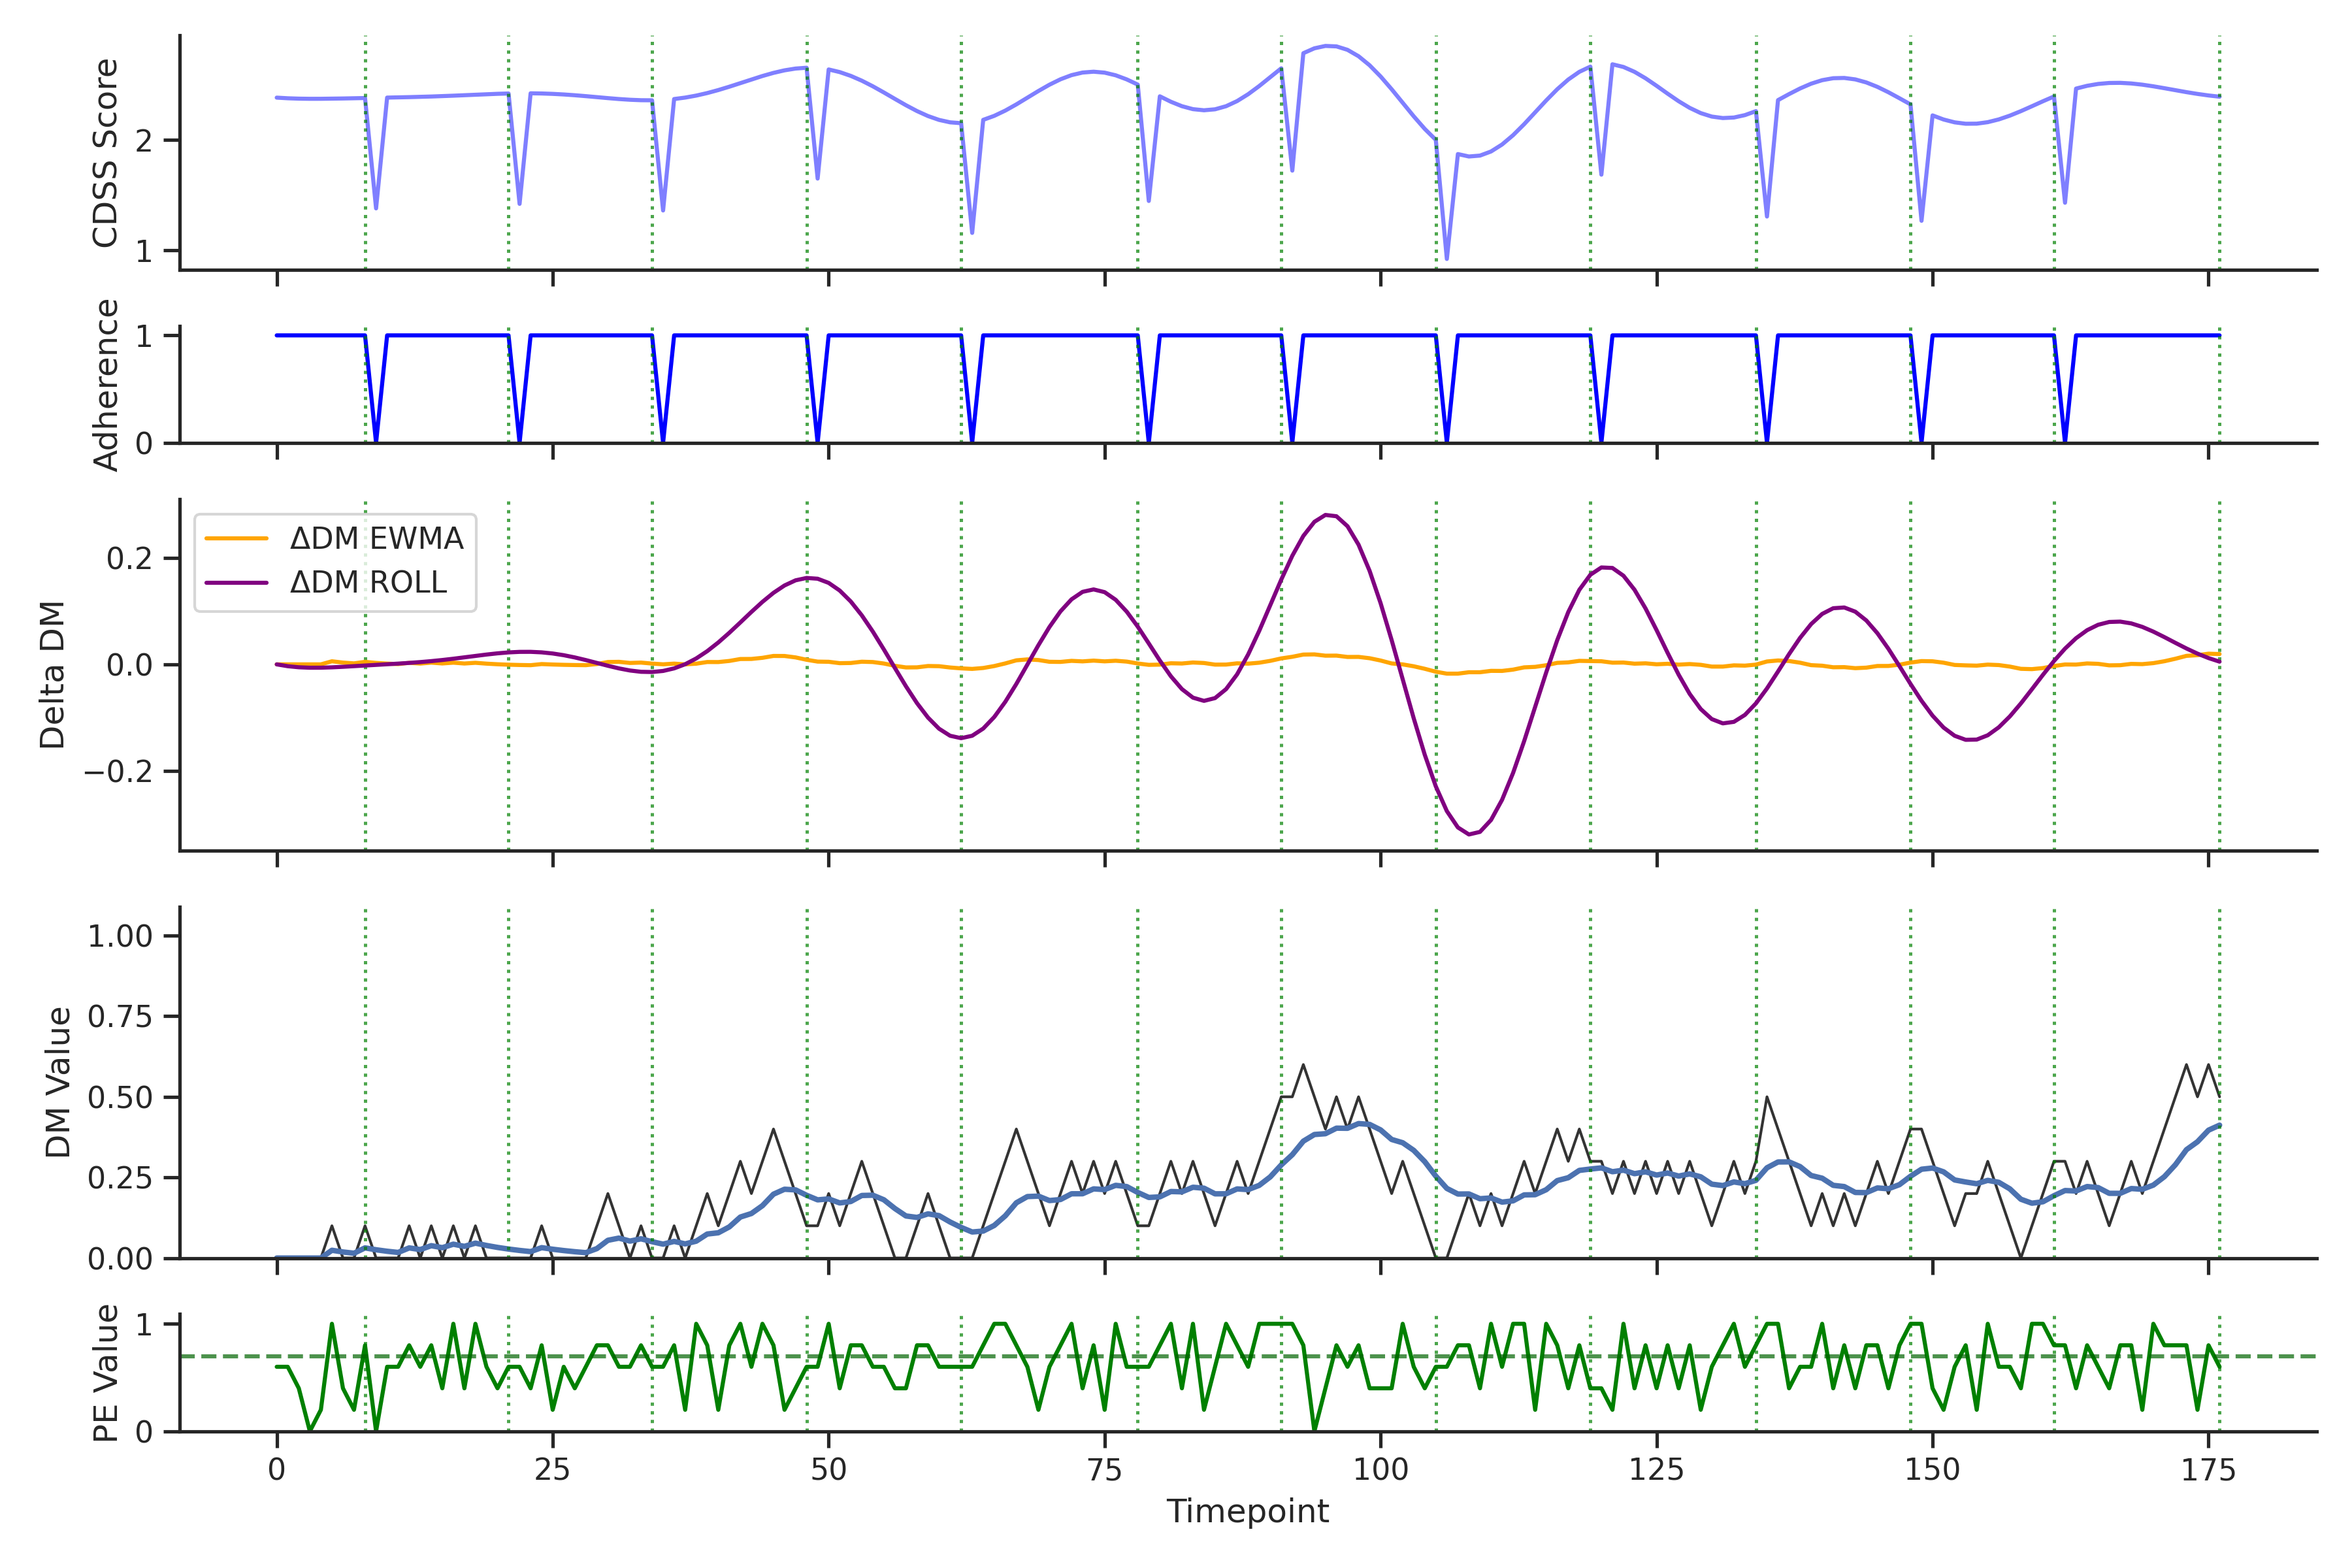 CDSS Score
2
1
Adherence
1
0
Delta DM
ΔDM EWMA
ΔDM ROLL
0.2
0.0
−0.2
DM Value
1.00
0.75
0.50
0.25
0.00
PE Value
1
0
0 25 50 75 100 125 150 175
Timepoint